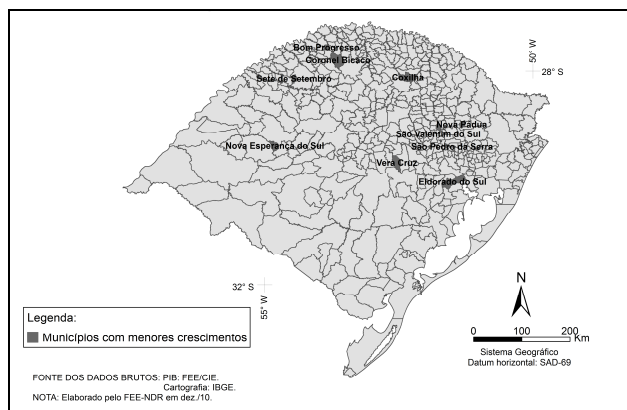 Bom Progresso
Coronel Bicaco
Sete de Setembro
Coxilha
50° W
28° S
Nova Pádua
São Valentim do Sul
São Pedro da Serra
Nova Esperança do Sul
Vera Cruz
Eldorado do Sul
32° S
55° W
N
Legenda:
Municípios com menores crescimentos
0 100 200
Km
Sistema Geográfico
Datum horizontal: SAD-69
FONTE DOS DADOS BRUTOS: PIB: FEE/CIE.
Cartografia: IBGE.
NOTA: Elaborado pelo FEE-NDR em dez./10.